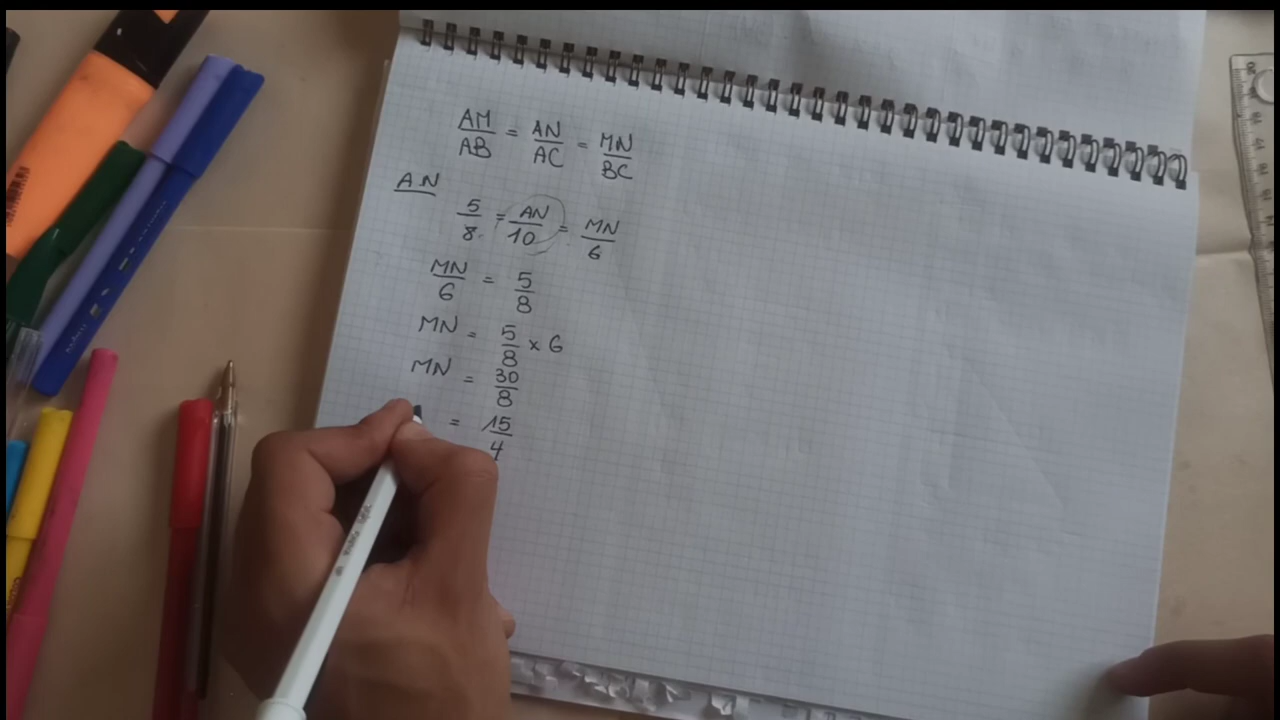 AM/AB = AN/AC = MN/BC
AN
5/8 = AN/10 = MN/6
MN/6 = 5/8
MN = 5/8 × 6
MN = 30/8
= 15/4